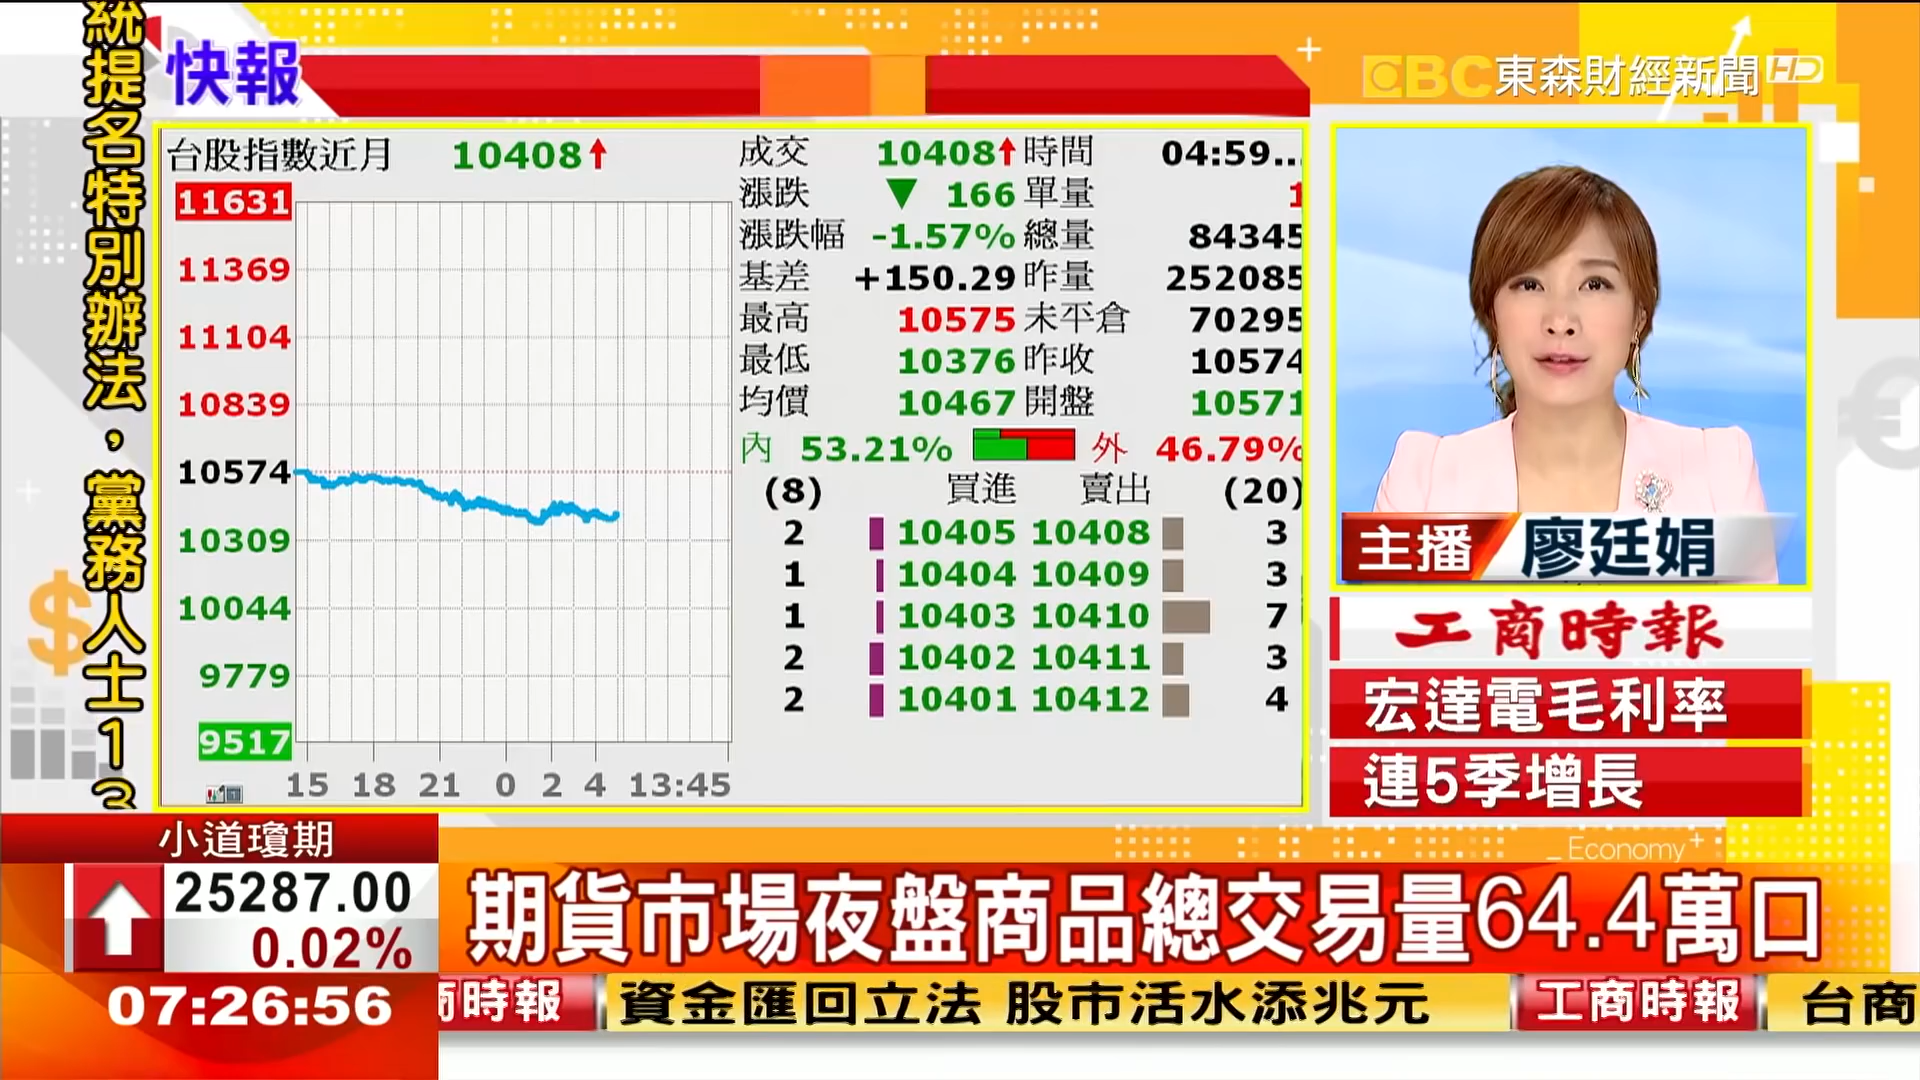 統提名特別辦法，黨務人士13
快報
EBC東森財經新聞HD
台股指數近月 10408↑
11631
11369
11104
10839
10574
10309
10044
9779
9517
15 18 21 0 2 4 13:45
成交 10408↑ 時間 04:59...
漲跌 ▼ 166 單量 1
漲跌幅 -1.57% 總量 84345
基差 +150.29 昨量 252085
最高 10575 未平倉 70295
最低 10376 昨收 10574
均價 10467 開盤 10571
內 53.21% 外 46.79%
(8) 買進 賣出 (20)
2 10405 10408 3
1 10404 10409 3
1 10403 10410 7
2 10402 10411 3
2 10401 10412 4
主播 廖廷娟
工商時報
宏達電毛利率
連5季增長
Economy
小道瓊期
25287.00
0.02%
07:26:56
期貨市場夜盤商品總交易量64.4萬口
商時報 資金匯回立法 股市活水添兆元 工商時報 台商